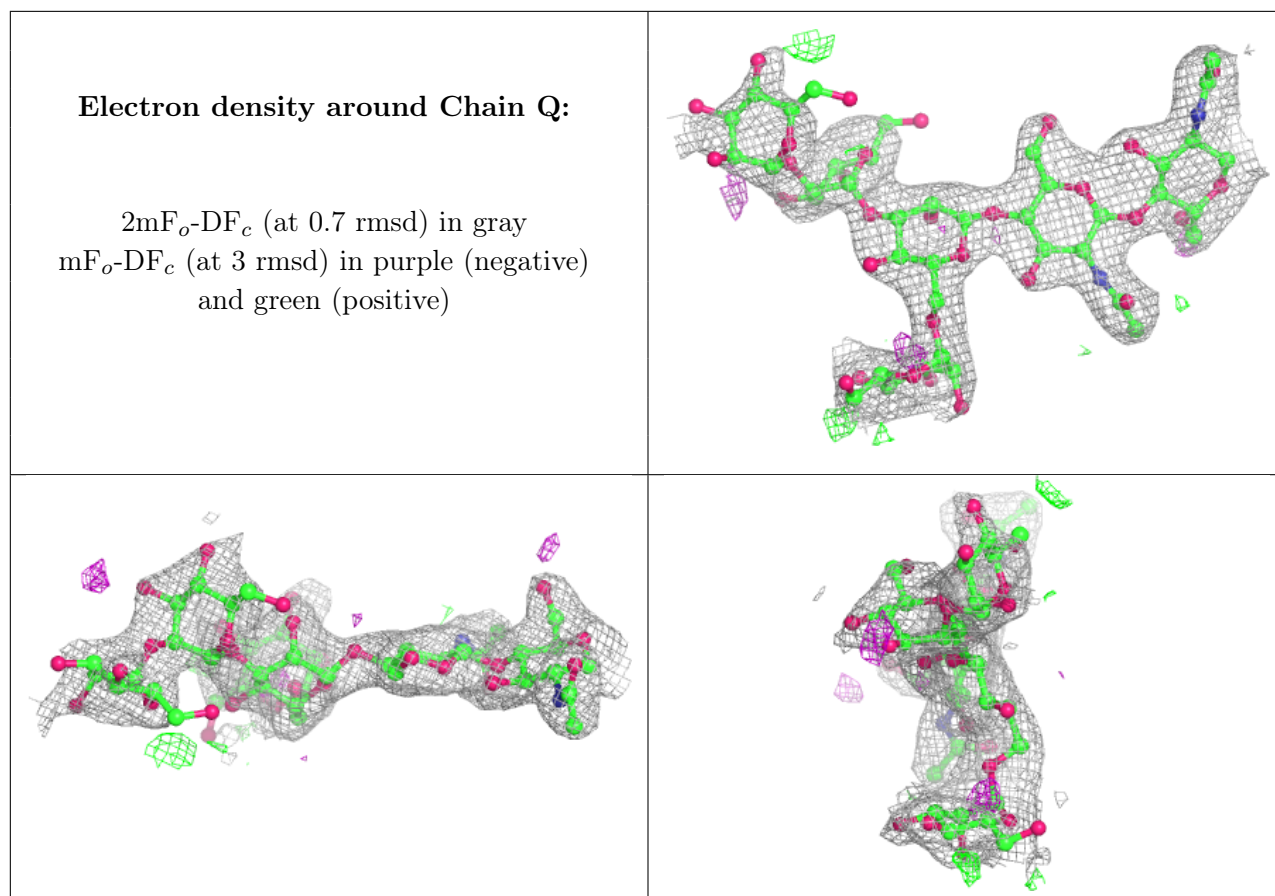 Electron density around Chain Q:
2mFo-DFc (at 0.7 rmsd) in gray
mFo-DFc (at 3 rmsd) in purple (negative)
and green (positive)